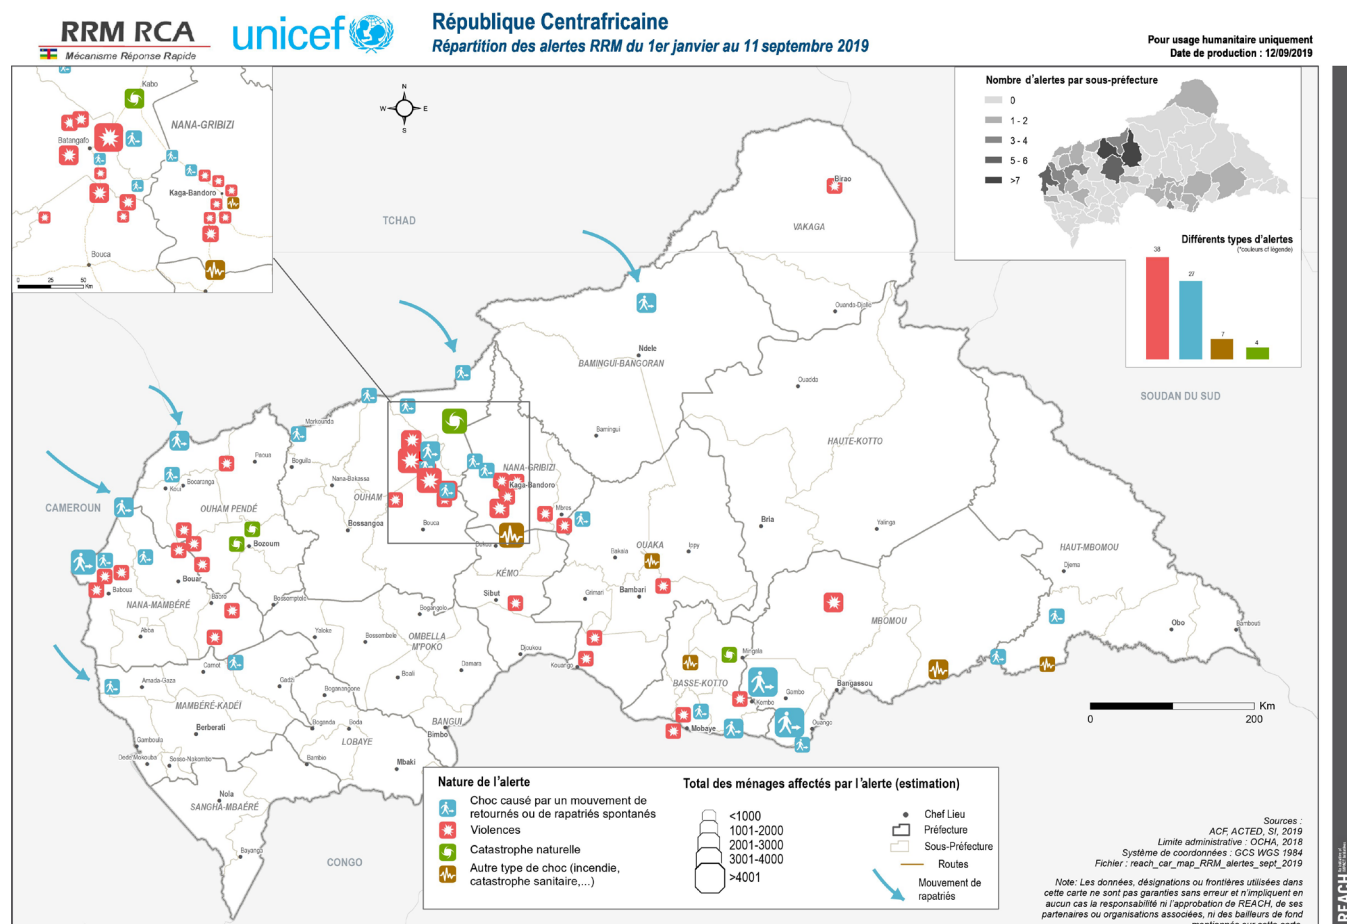 RRM RCA
Mécanisme Réponse Rapide
unicef
République Centrafricaine
Répartition des alertes RRM du 1er janvier au 11 septembre 2019
Pour usage humanitaire uniquement
Date de production : 12/09/2019
Kabo
NANA-GRIBIZI
Batangafo
Kaga-Bandoro
Bouca
0 25 50
Km
N
W E
S
Nombre d'alertes par sous-préfecture
0
1 - 2
3 - 4
5 - 6
>7
Différents types d'alertes
(*couleurs cf légende)
38
27
7
4
TCHAD
Birao
VAKAGA
Ouanda-Djallé
Ndele
BAMINGUI-BANGORAN
Ouadda
SOUDAN DU SUD
Markounda
Bamingui
HAUTE-KOTTO
Paoua
Boguila
NANA-GRIBIZI
Koui
Bocaranga
Nana-Bakassa
Kaga-Bandoro
CAMEROUN
OUHAM PENDÉ
OUHAM
Mbres
Bossangoa
Bouca
Bria
Yalinga
Bozoum
OUAKA
Ippy
HAUT-MBOMOU
Bakala
Djema
KÉMO
Bouar
Baboua
Sibut
Grimari
Bambari
NANA-MAMBÉRÉ
Baoro
Bossemptele
Bogangolo
MBOMOU
Abba
Yaloke
Bossembele
OMBELLA
M'POKO
Obo
Bambouti
Djoukou
Mingala
Kouango
Carnot
Damara
Amada-Gaza
Gadzi
Boali
BASSE-KOTTO
Bangassou
Boganangone
Gambo
Kembe
MAMBÉRÉ-KADÉÏ
Berberati
Boganda
Boda
BANGUI
Bimbo
Mobaye
Ouango
Gamboula
LOBAYE
Dede-Mokouba
Sosso-Nakombo
Bambio
Mbaki
Nola
SANGHA-MBAÉRÉ
Bayanga
CONGO
0 200
Km
Nature de l'alerte
Choc causé par un mouvement de
retournés ou de rapatriés spontanés
Violences
Catastrophe naturelle
Autre type de choc (incendie,
catastrophe sanitaire,...)
Total des ménages affectés par l'alerte (estimation)
<1000
1001-2000
2001-3000
3001-4000
>4001
Chef Lieu
Préfecture
Sous-Préfecture
Routes
Mouvement de
rapatriés
Sources :
ACF, ACTED, SI, 2019
Limite administrative : OCHA, 2018
Système de coordonnées : GCS WGS 1984
Fichier : reach_car_map_RRM_alertes_sept_2019
Note: Les données, désignations ou frontières utilisées dans
cette carte ne sont pas garanties sans erreur et n'impliquent en
aucun cas la responsabilité ni l'approbation de REACH, de ses
partenaires ou organisations associées, ni des bailleurs de fond
REACH